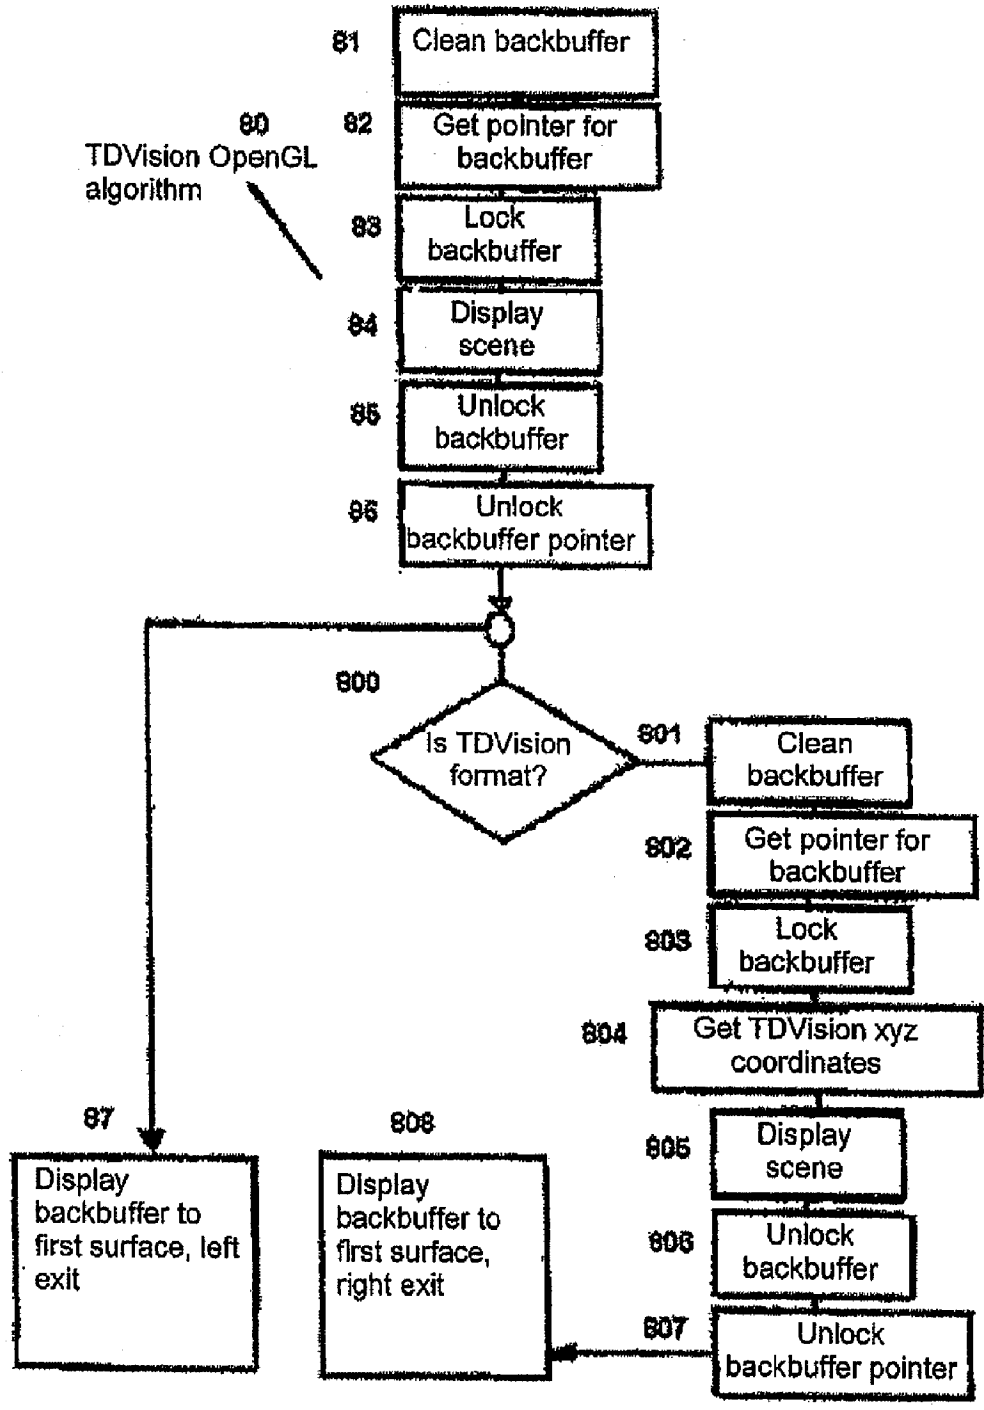 81
Clean backbuffer
82
Get pointer for
backbuffer
80
TDVision OpenGL
algorithm
83
Lock
backbuffer
84
Display
scene
85
Unlock
backbuffer
86
Unlock
backbuffer pointer
800
Is TDVision
format?
801
Clean
backbuffer
802
Get pointer for
backbuffer
803
Lock
backbuffer
804
Get TDVision xyz
coordinates
805
Display
scene
806
Unlock
backbuffer
807
Unlock
backbuffer pointer
87
Display
backbuffer to
first surface, left
exit
808
Display
backbuffer to
first surface,
right exit